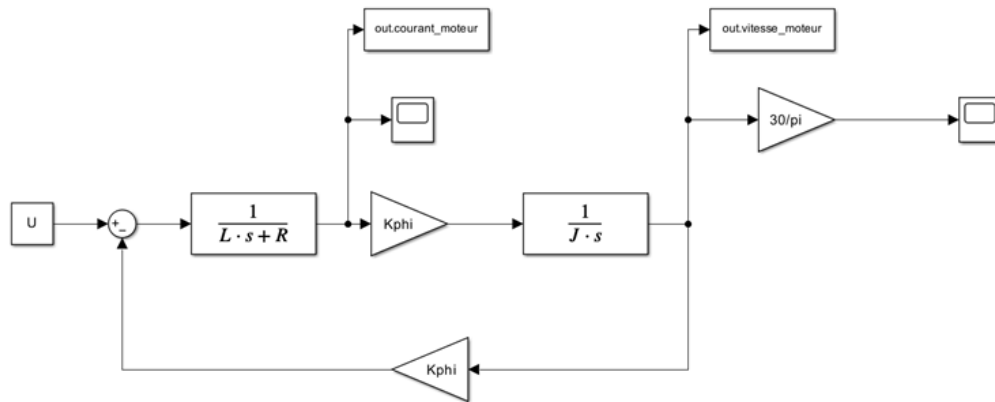 out.courant_moteur
out.vitesse_moteur
30/pi
U
+
_
1
L · s + R
Kphi
1
J · s
Kphi